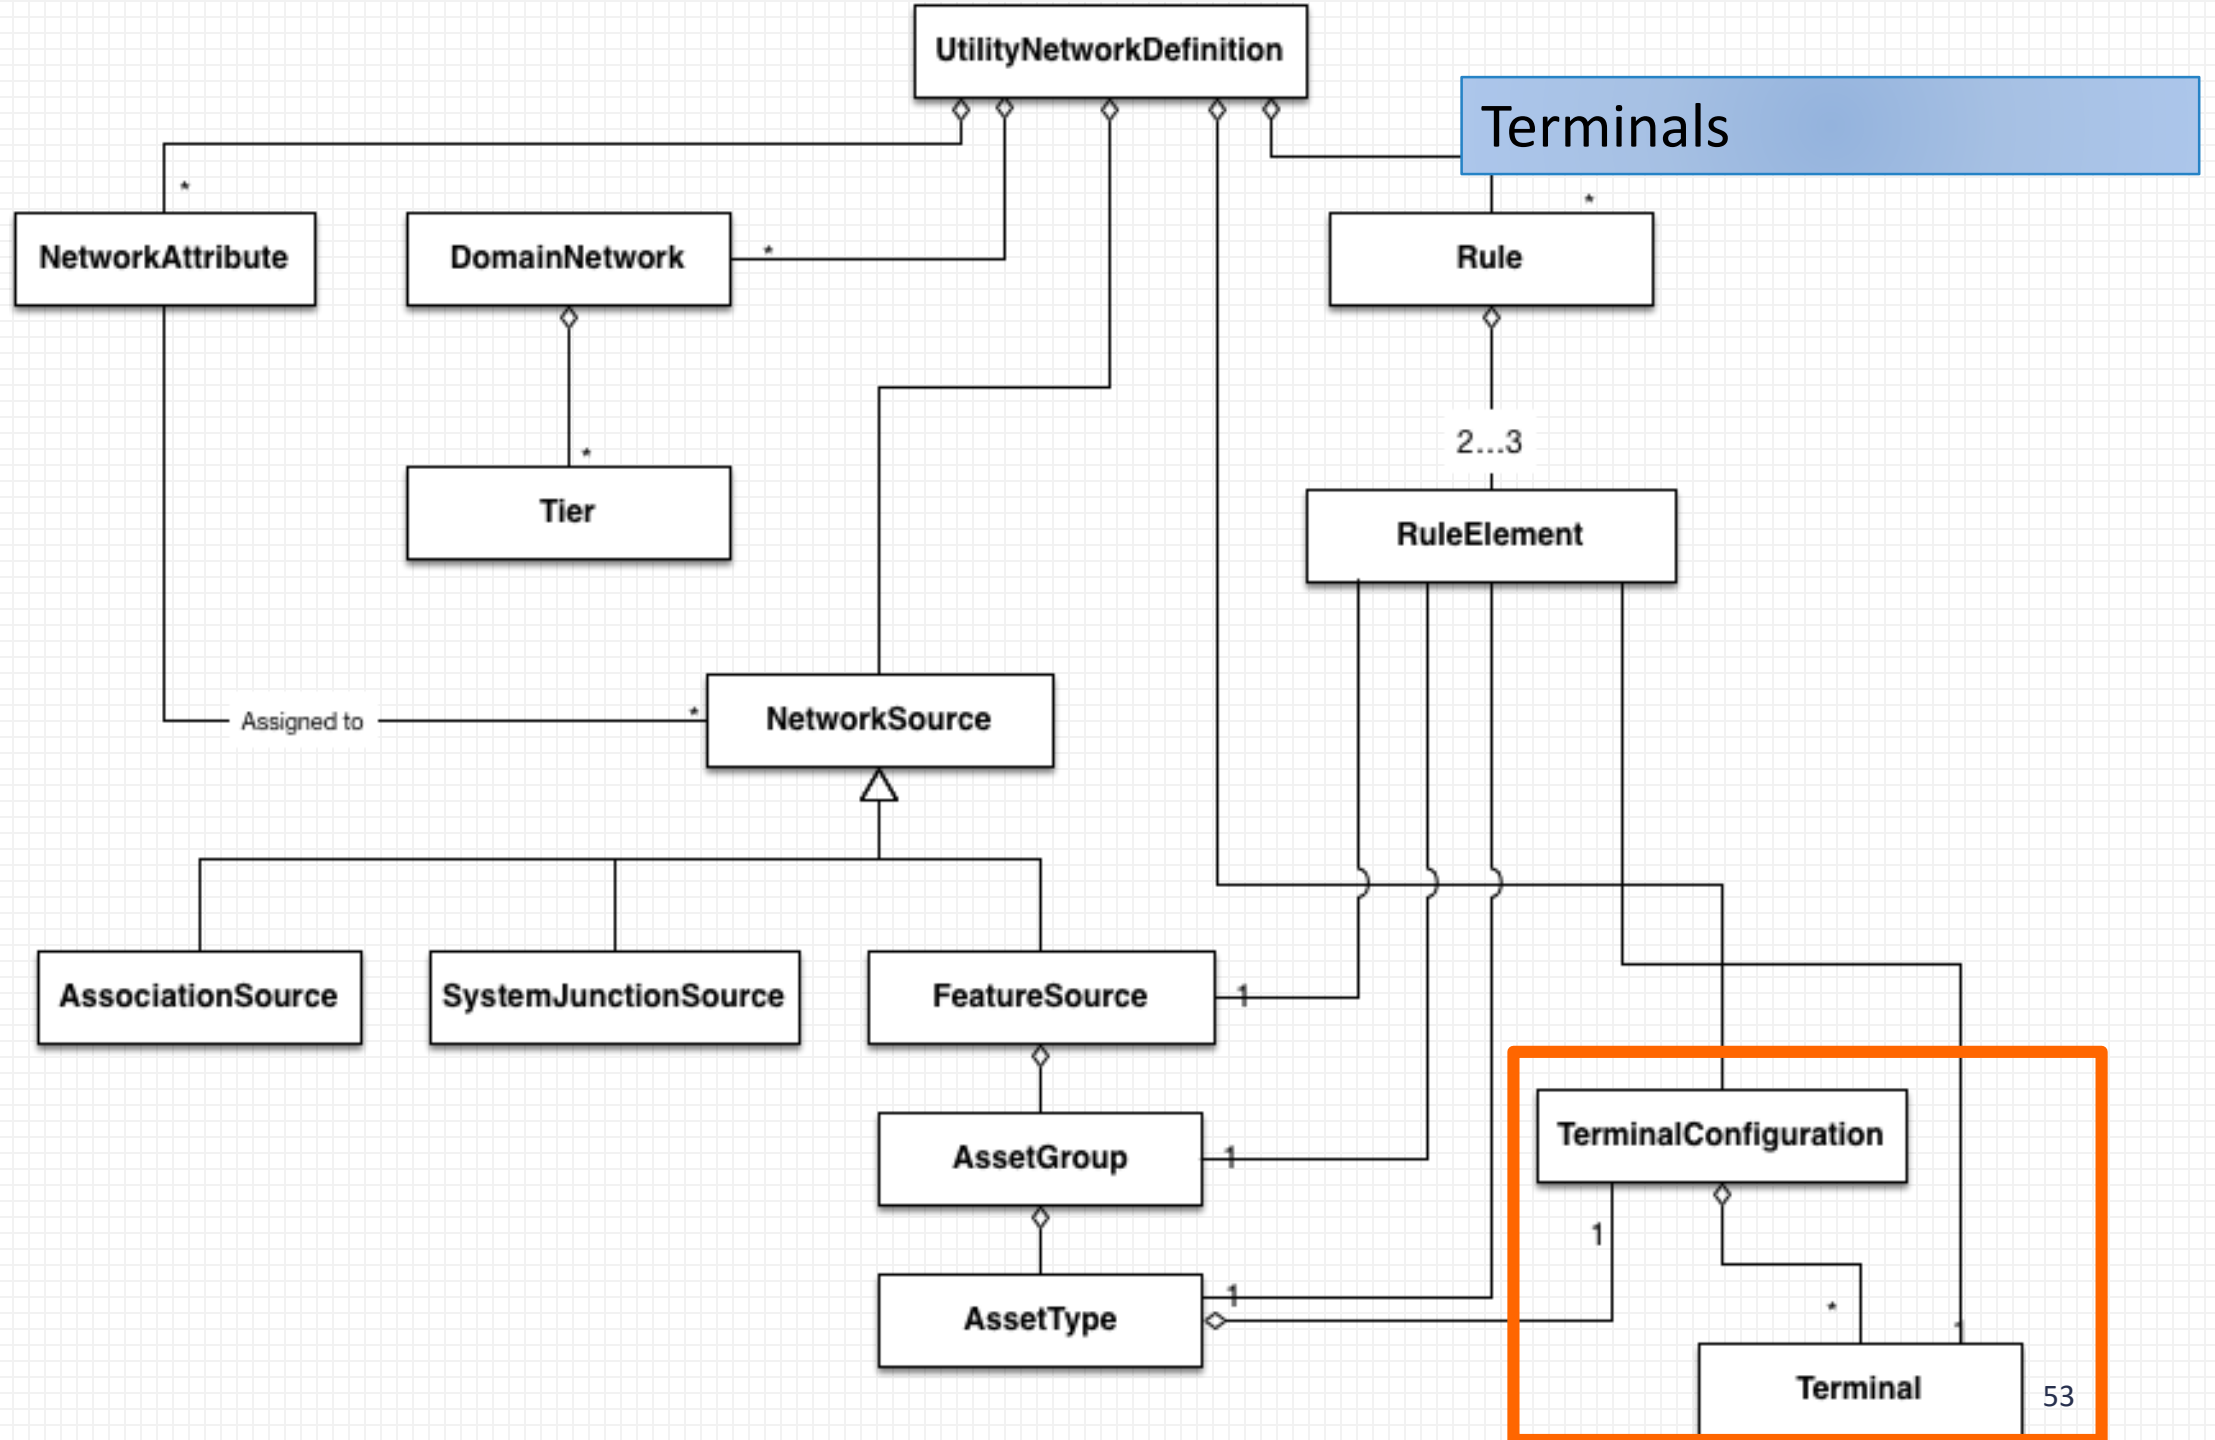 UtilityNetworkDefinition
Terminals
*
*
NetworkAttribute
DomainNetwork
*
Rule
2...3
*
Tier
RuleElement
Assigned to
*
NetworkSource
AssociationSource
SystemJunctionSource
FeatureSource
1
AssetGroup
1
TerminalConfiguration
1
1
*
1
AssetType
Terminal
53